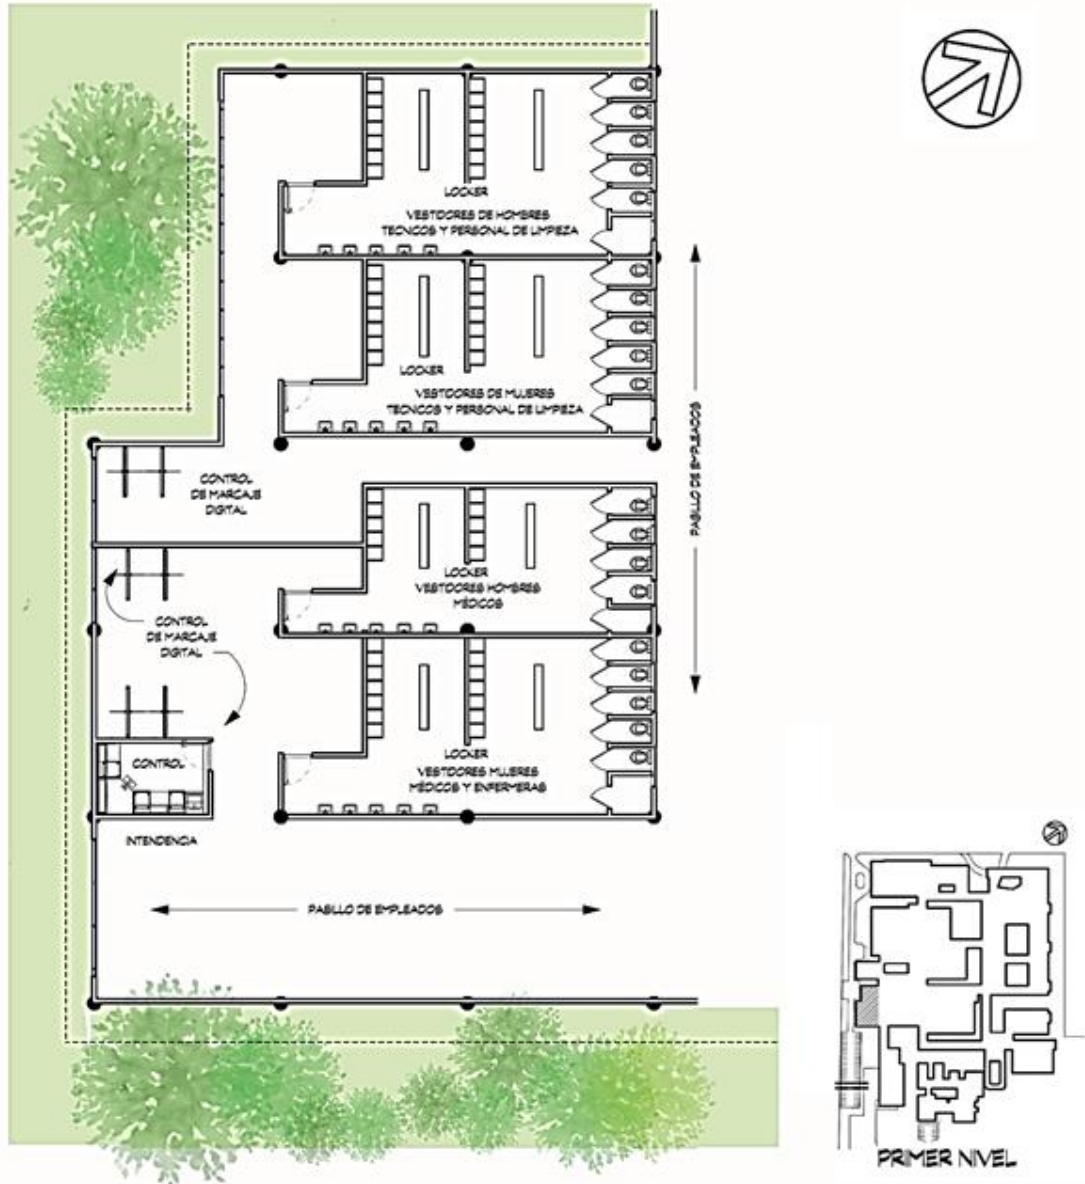 LOCKER
VESTIDORES DE HOMBRES
TECNICOS Y PERSONAL DE LIMPIEZA
LOCKER
VESTIDORES DE MUJERES
TECNICOS Y PERSONAL DE LIMPIEZA
PASILLO DE EMPLEADOS
CONTROL
DE MARCAJE
DIGITAL
LOCKER
VESTIDORES HOMBRES
MÉDICOS
CONTROL
DE MARCAJE
DIGITAL
LOCKER
VESTIDORES MUJERES
MÉDICOS Y ENFERMERAS
CONTROL
INTENDENCIA
PASILLO DE EMPLEADOS
PRIMER NIVEL